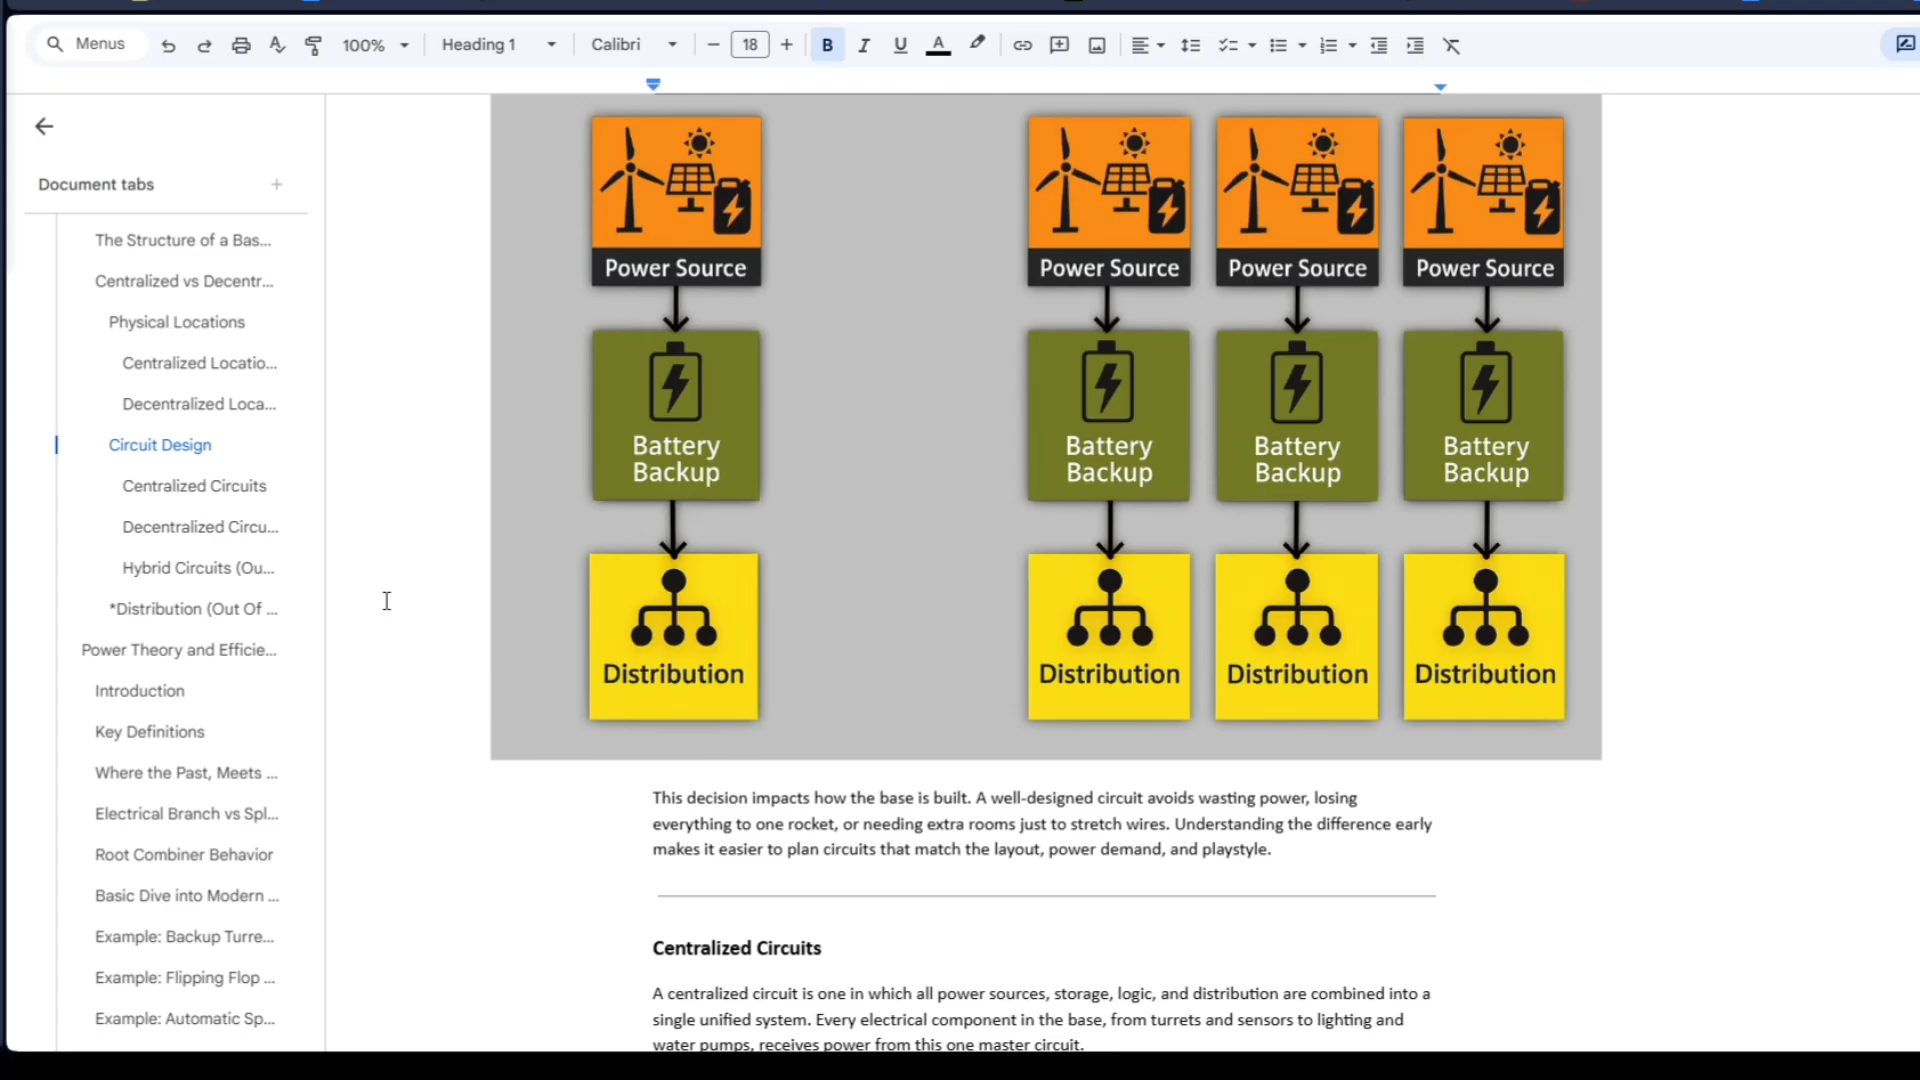 Menus
100%
Heading 1
Calibri
18
B
I
U
A
Document tabs
The Structure of a Bas...
Centralized vs Decentr...
Physical Locations
Centralized Locatio...
Decentralized Loca...
Circuit Design
Centralized Circuits
Decentralized Circu...
Hybrid Circuits (Ou...
*Distribution (Out Of ...
Power Theory and Efficie...
Introduction
Key Definitions
Where the Past, Meets ...
Electrical Branch vs Spl...
Root Combiner Behavior
Basic Dive into Modern ...
Example: Backup Turre...
Example: Flipping Flop ...
Example: Automatic Sp...
Power Source
Power Source
Power Source
Power Source
Battery
Backup
Battery
Backup
Battery
Backup
Battery
Backup
Distribution
Distribution
Distribution
Distribution
This decision impacts how the base is built. A well-designed circuit avoids wasting power, losing
everything to one rocket, or needing extra rooms just to stretch wires. Understanding the difference early
makes it easier to plan circuits that match the layout, power demand, and playstyle.
Centralized Circuits
A centralized circuit is one in which all power sources, storage, logic, and distribution are combined into a
single unified system. Every electrical component in the base, from turrets and sensors to lighting and
water pumps, receives power from this one master circuit.